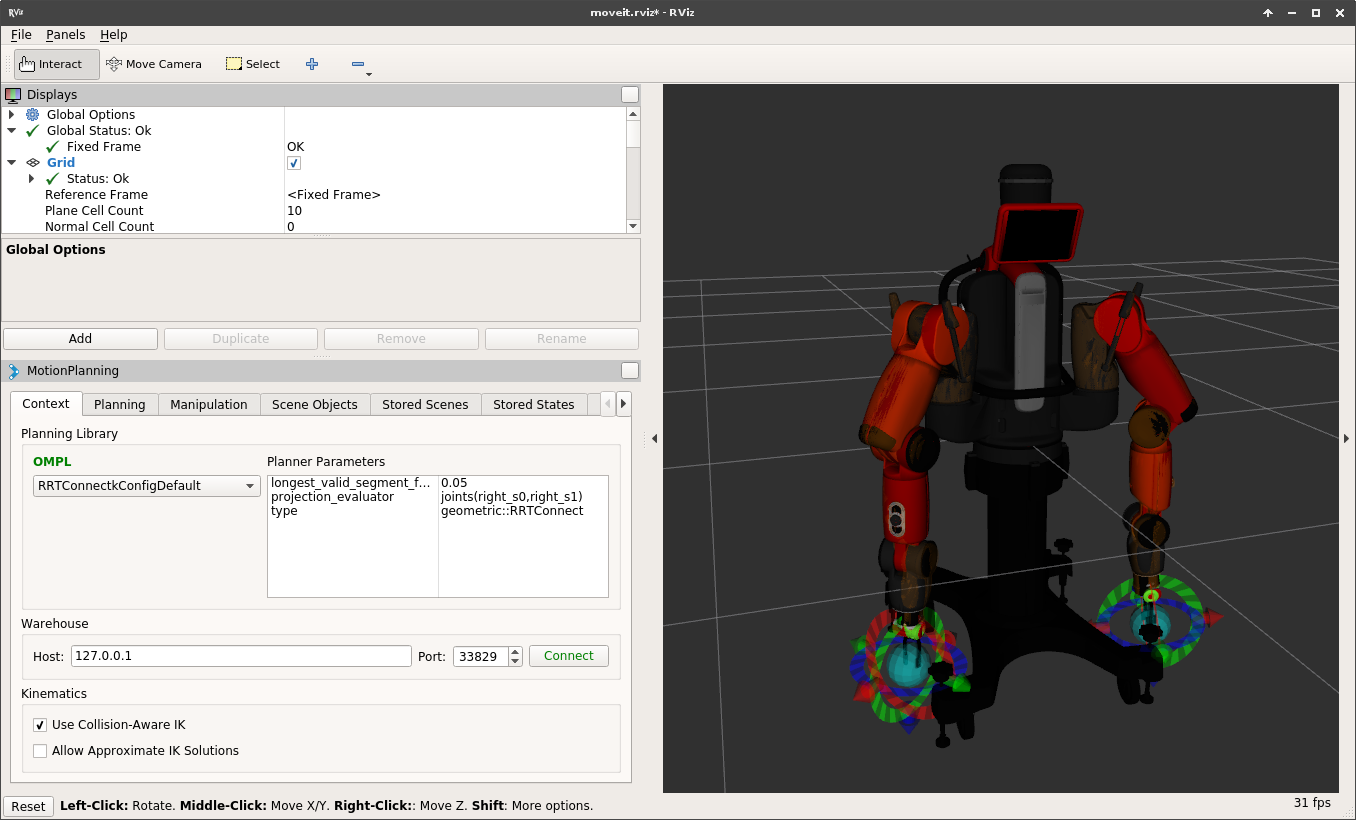 RViz
moveit.rviz* - RViz
File Panels Help
Interact Move Camera Select
Displays
Global Options
Global Status: Ok
Fixed Frame OK
Grid
Status: Ok
Reference Frame <Fixed Frame>
Plane Cell Count 10
Normal Cell Count 0
Global Options
Add Duplicate Remove Rename
MotionPlanning
Context Planning Manipulation Scene Objects Stored Scenes Stored States
Planning Library
OMPL Planner Parameters
RRTConnectkConfigDefault
longest_valid_segment_f... 0.05
projection_evaluator joints(right_s0,right_s1)
type geometric::RRTConnect
Warehouse
Host: 127.0.0.1 Port: 33829 Connect
Kinematics
Use Collision-Aware IK
Allow Approximate IK Solutions
Reset Left-Click: Rotate. Middle-Click: Move X/Y. Right-Click:: Move Z. Shift: More options. 31 fps